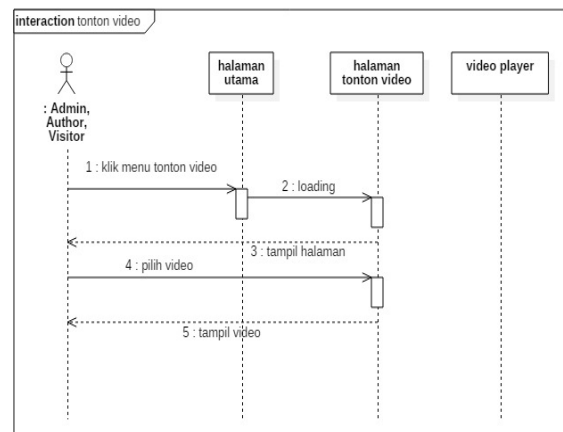 interaction tonton video
: Admin,
Author,
Visitor
halaman
utama
halaman
tonton video
video player
1 : klik menu tonton video
2 : loading
3 : tampil halaman
4 : pilih video
5 : tampil video